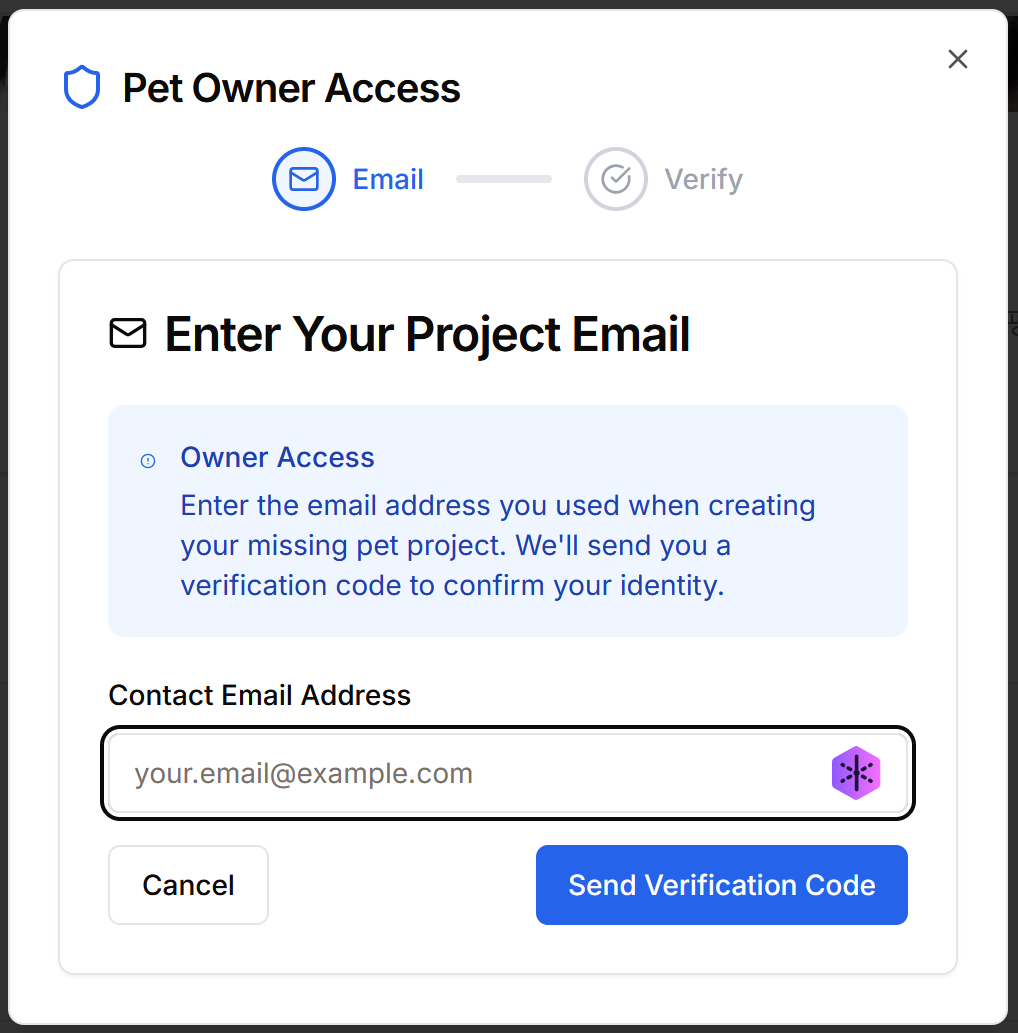 Pet Owner Access
Email
Verify
Enter Your Project Email
Owner Access
Enter the email address you used when creating
your missing pet project. We'll send you a
verification code to confirm your identity.
Contact Email Address
your.email@example.com
Cancel
Send Verification Code